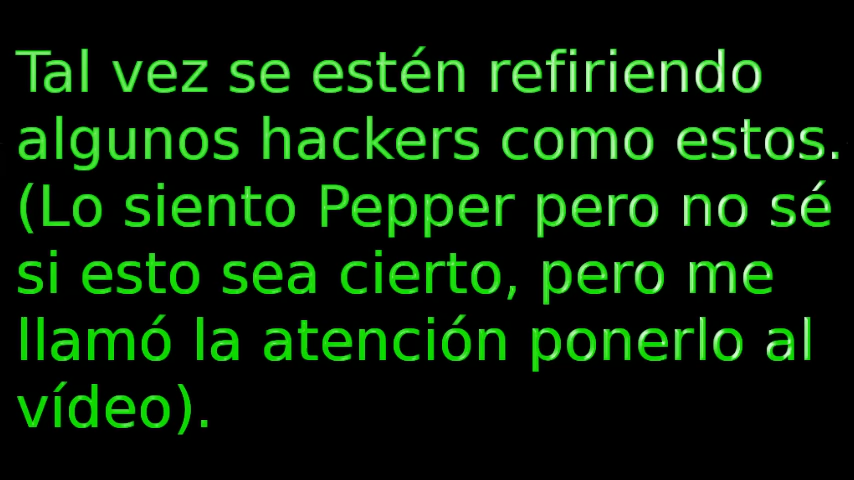 Tal vez se estén refiriendo
algunos hackers como estos.
(Lo siento Pepper pero no sé
si esto sea cierto, pero me
llamó la atención ponerlo al
vídeo).